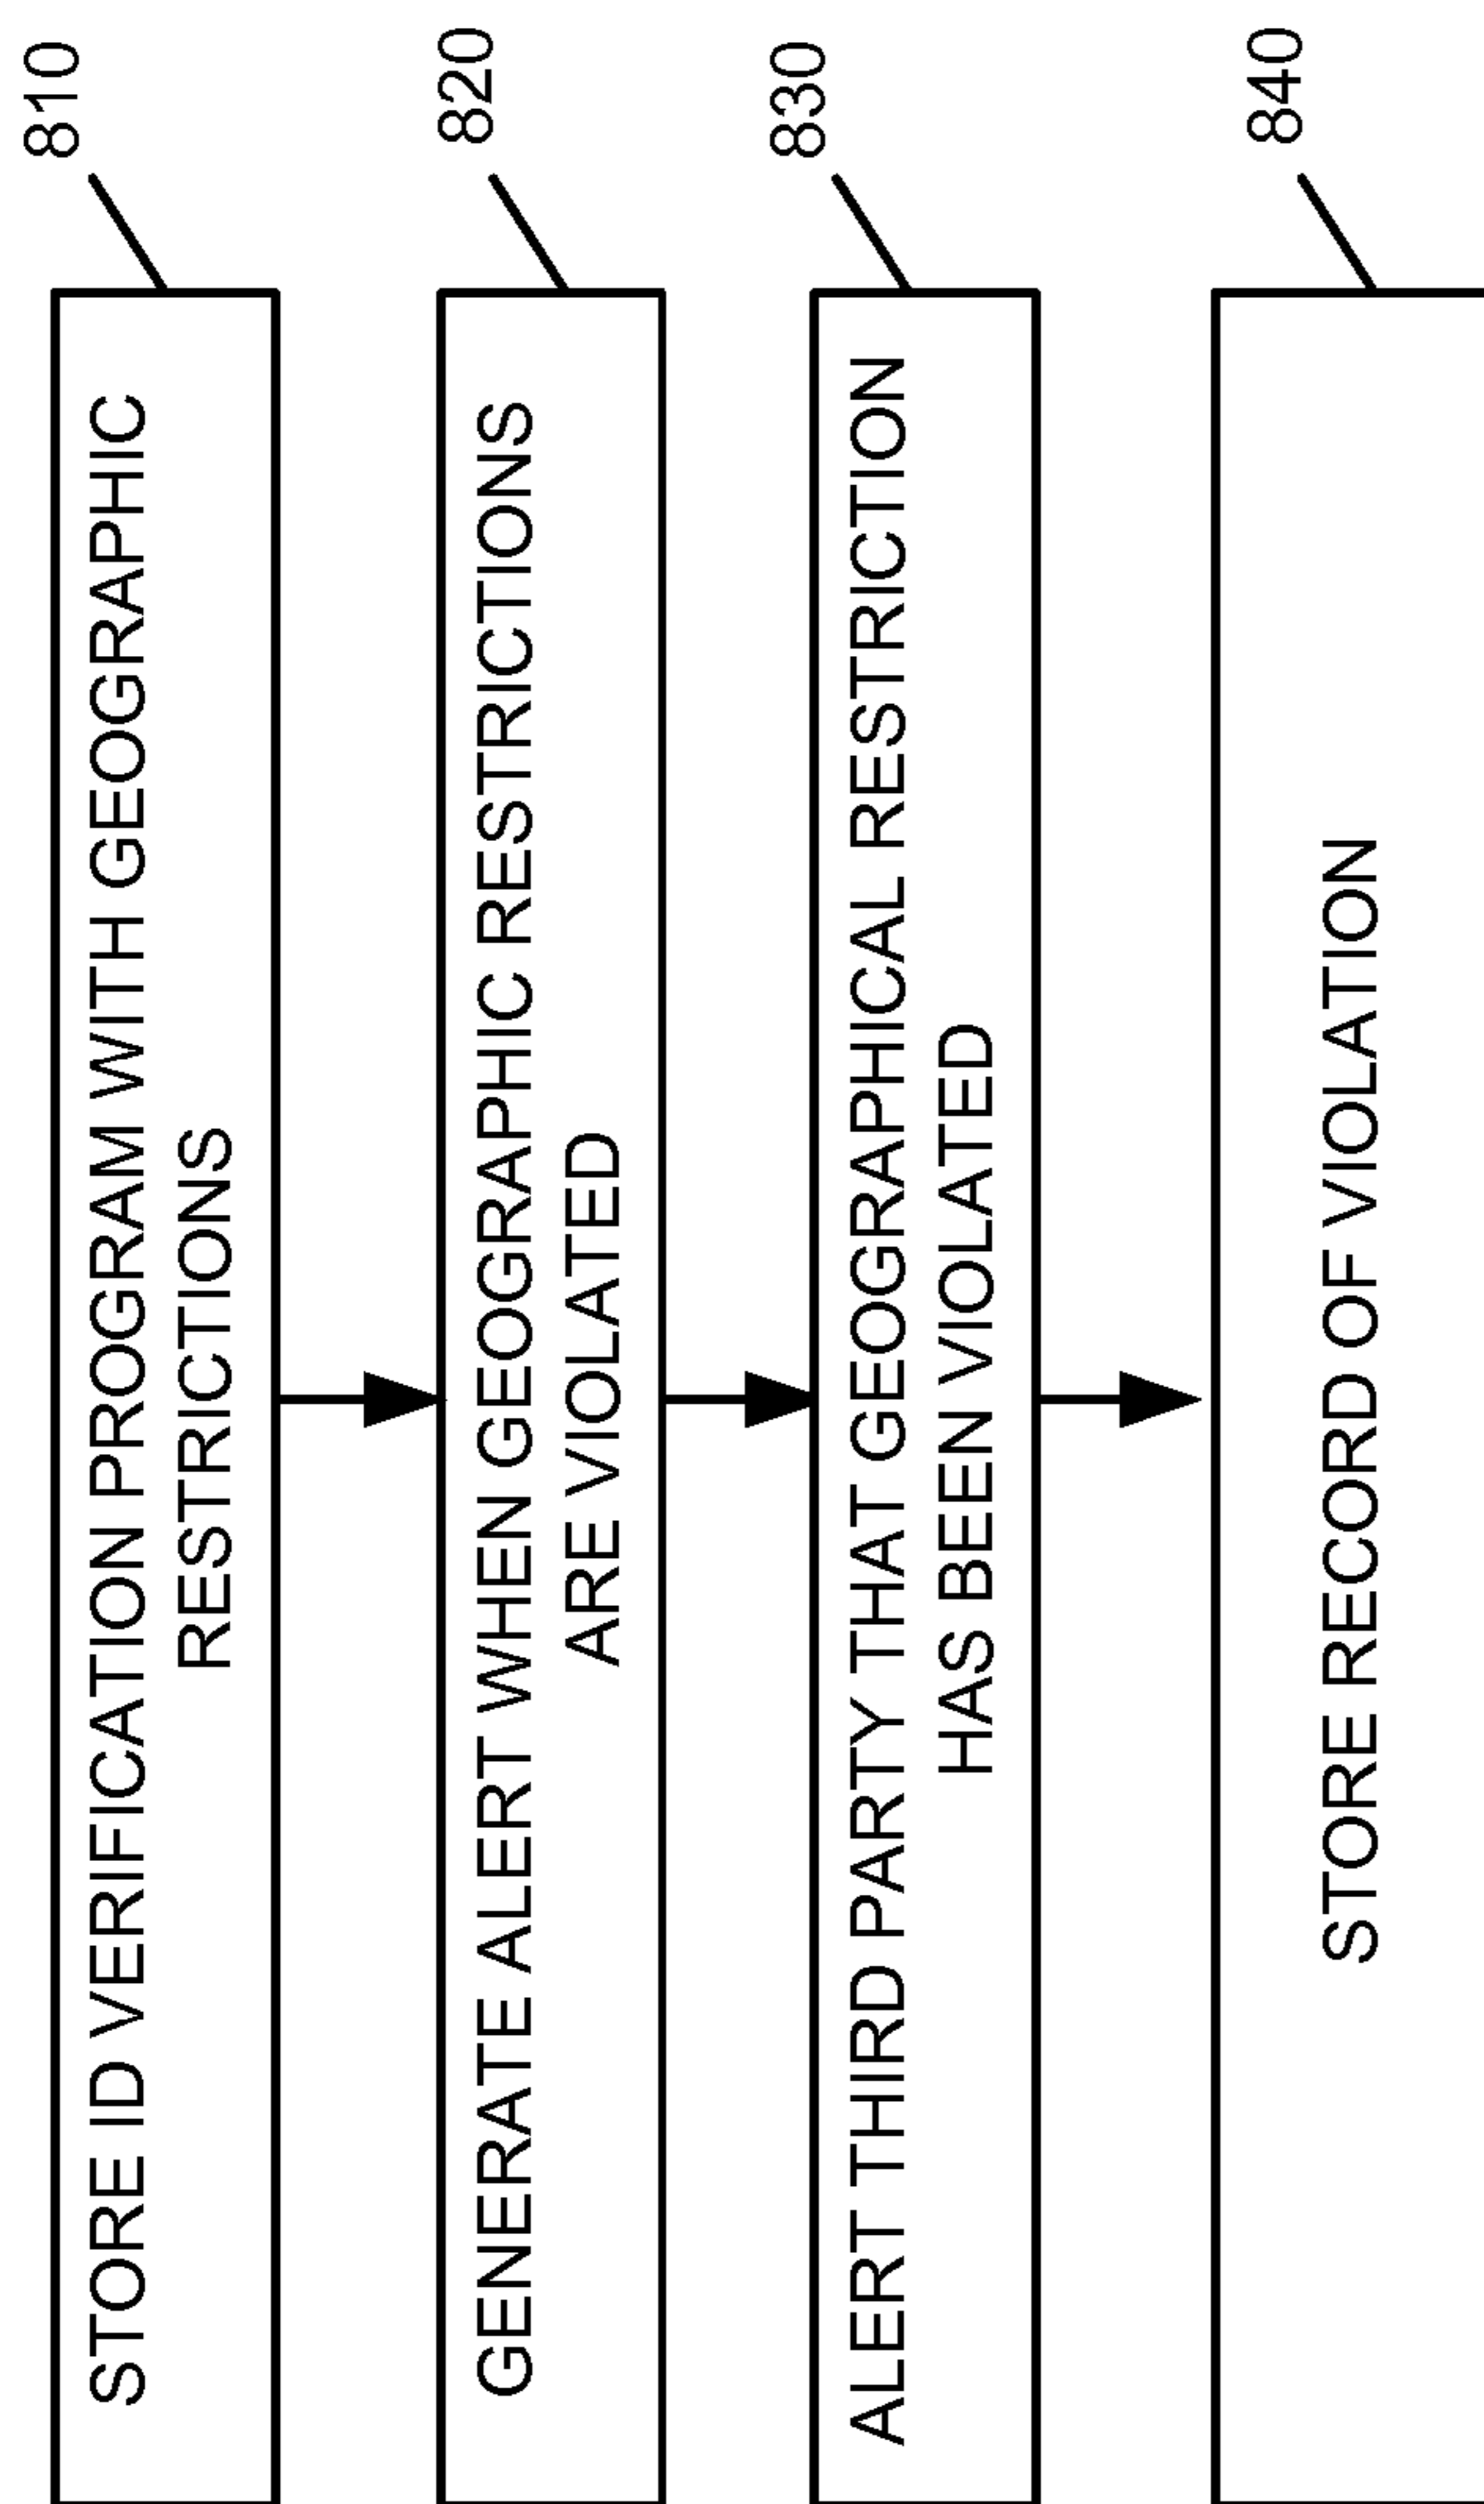 810
STORE ID VERIFICATION PROGRAM WITH GEOGRAPHIC
RESTRICTIONS
820
GENERATE ALERT WHEN GEOGRAPHIC RESTRICTIONS
ARE VIOLATED
830
ALERT THIRD PARTY THAT GEOGRAPHICAL RESTRICTION
HAS BEEN VIOLATED
840
STORE RECORD OF VIOLATION